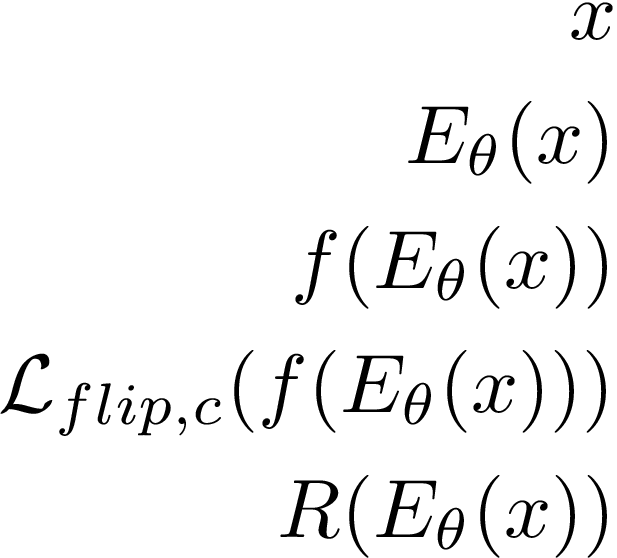 x
E_θ(x)
f(E_θ(x))
ℒ_{flip,c}(f(E_θ(x)))
R(E_θ(x))